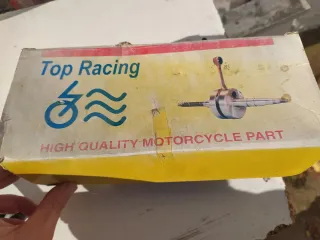 Top Racing
HIGH QUALITY MOTORCYCLE PART